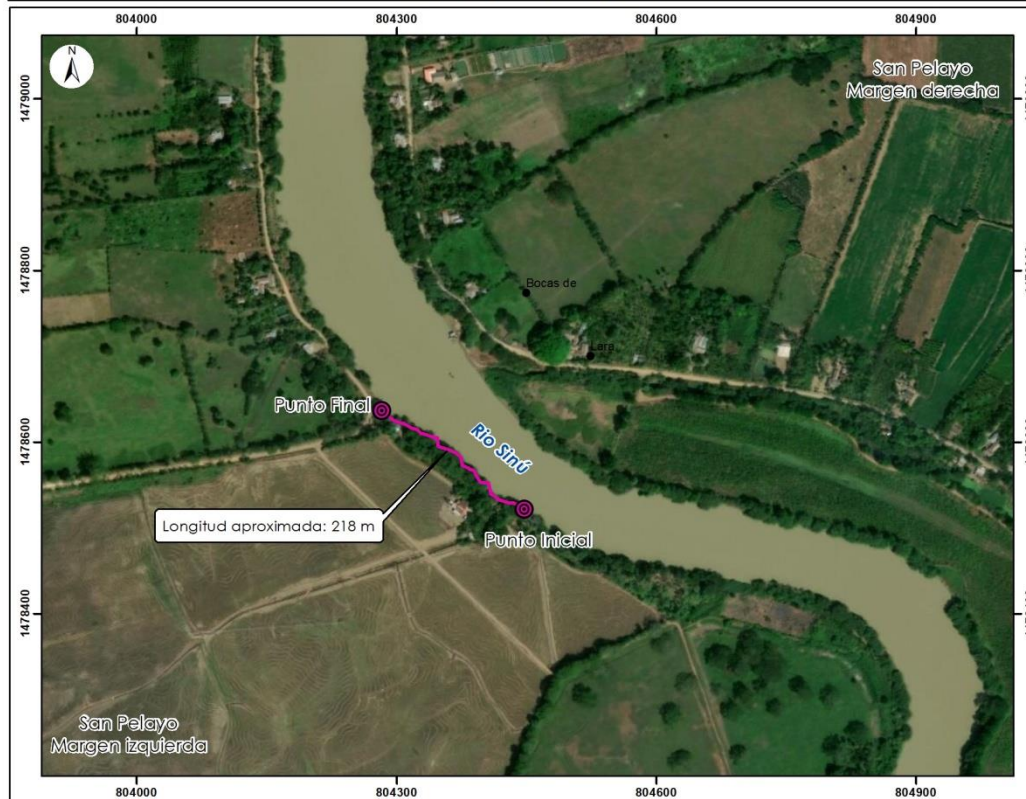 804000
804300
804600
804900
N
1479000
San Pelayo
Margen derecha
1478800
Bocas de
Lara
Punto Final
1478600
Rio Sinú
Longitud aproximada: 218 m
Punto Inicial
1478400
San Pelayo
Margen izquierda
804000
804300
804600
804900